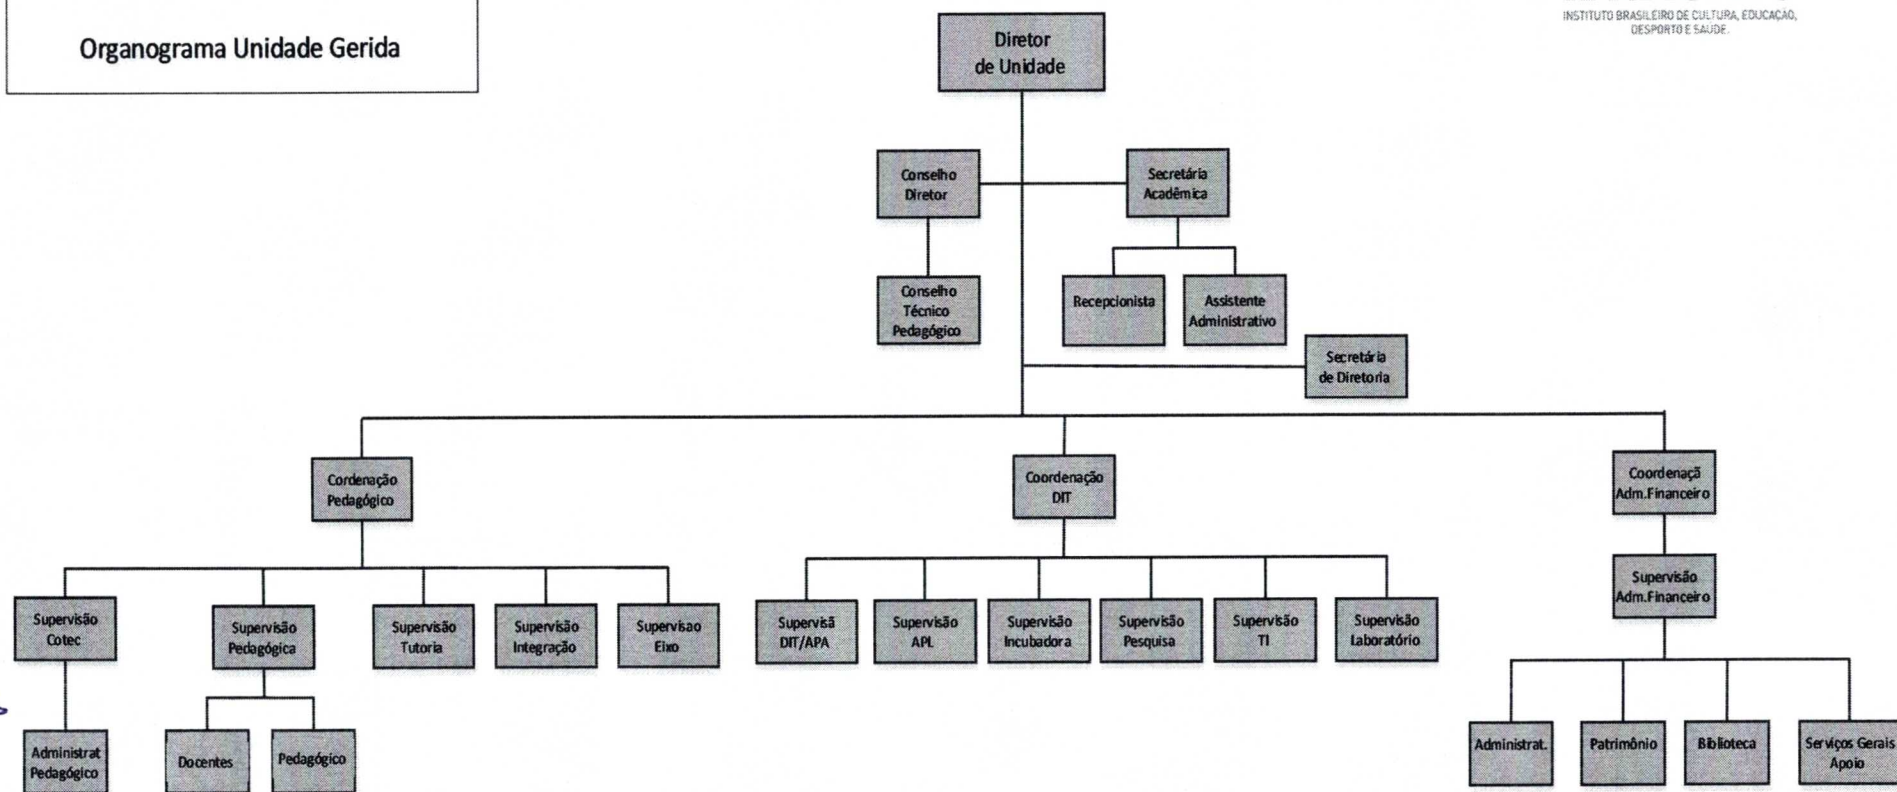 Organograma Unidade Gerida
INSTITUTO BRASILEIRO DE CULTURA, EDUCAÇÃO,
DESPORTO E SAÚDE.
Diretor
de Unidade
Conselho
Diretor
Secretária
Acadêmica
Conselho
Técnico
Pedagógico
Recepcionista
Assistente
Administrativo
Secretária
de Diretoria
Cordenação
Pedagógico
Coordenação
DIT
Coordenaçã
Adm.Financeiro
Supervisão
Adm.Financeiro
Supervisão
Cotec
Supervisão
Pedagógica
Supervisão
Tutoria
Supervisão
Integração
Supervisao
Eixo
Supervisã
DIT/APA
Supervisão
APL
Supervisão
Incubadora
Supervisão
Pesquisa
Supervisão
TI
Supervisão
Laboratório
Administrat
Pedagógico
Docentes
Pedagógico
Administrat.
Patrimônio
Biblioteca
Serviços Gerais
Apoio